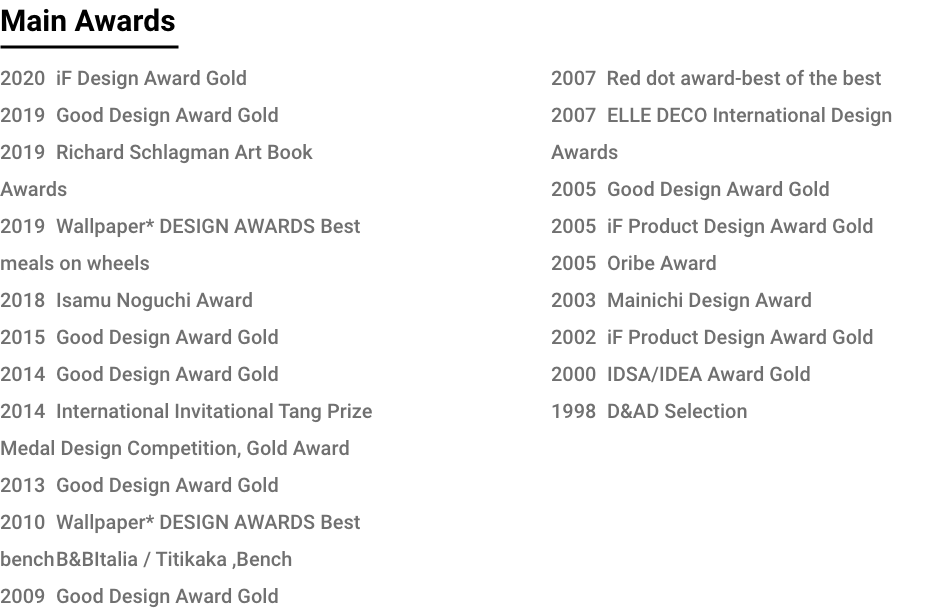 Main Awards
2020 iF Design Award Gold
2019 Good Design Award Gold
2019 Richard Schlagman Art Book
Awards
2019 Wallpaper* DESIGN AWARDS Best
meals on wheels
2018 Isamu Noguchi Award
2015 Good Design Award Gold
2014 Good Design Award Gold
2014 International Invitational Tang Prize
Medal Design Competition, Gold Award
2013 Good Design Award Gold
2010 Wallpaper* DESIGN AWARDS Best
benchB&BItalia / Titikaka ,Bench
2009 Good Design Award Gold
2007 Red dot award-best of the best
2007 ELLE DECO International Design
Awards
2005 Good Design Award Gold
2005 iF Product Design Award Gold
2005 Oribe Award
2003 Mainichi Design Award
2002 iF Product Design Award Gold
2000 IDSA/IDEA Award Gold
1998 D&AD Selection